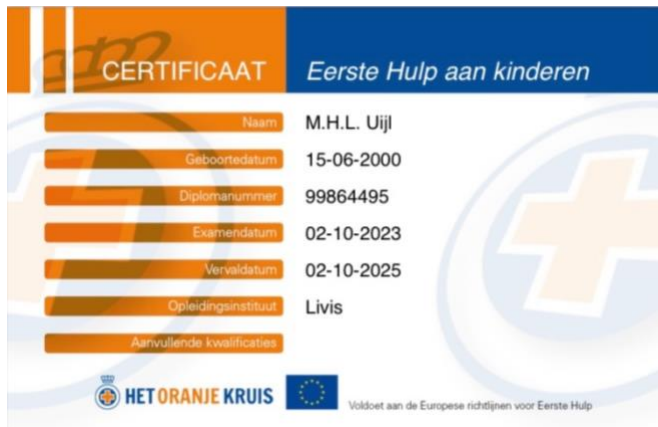 CERTIFICAAT Eerste Hulp aan kinderen
Naam M.H.L. Uijl
Geboortedatum 15-06-2000
Diplomanummer 99864495
Examendatum 02-10-2023
Vervaldatum 02-10-2025
Opleidingsinstituut Livis
Aanvullende kwalificaties
HET ORANJE KRUIS Voldoet aan de Europese richtlijnen voor Eerste Hulp